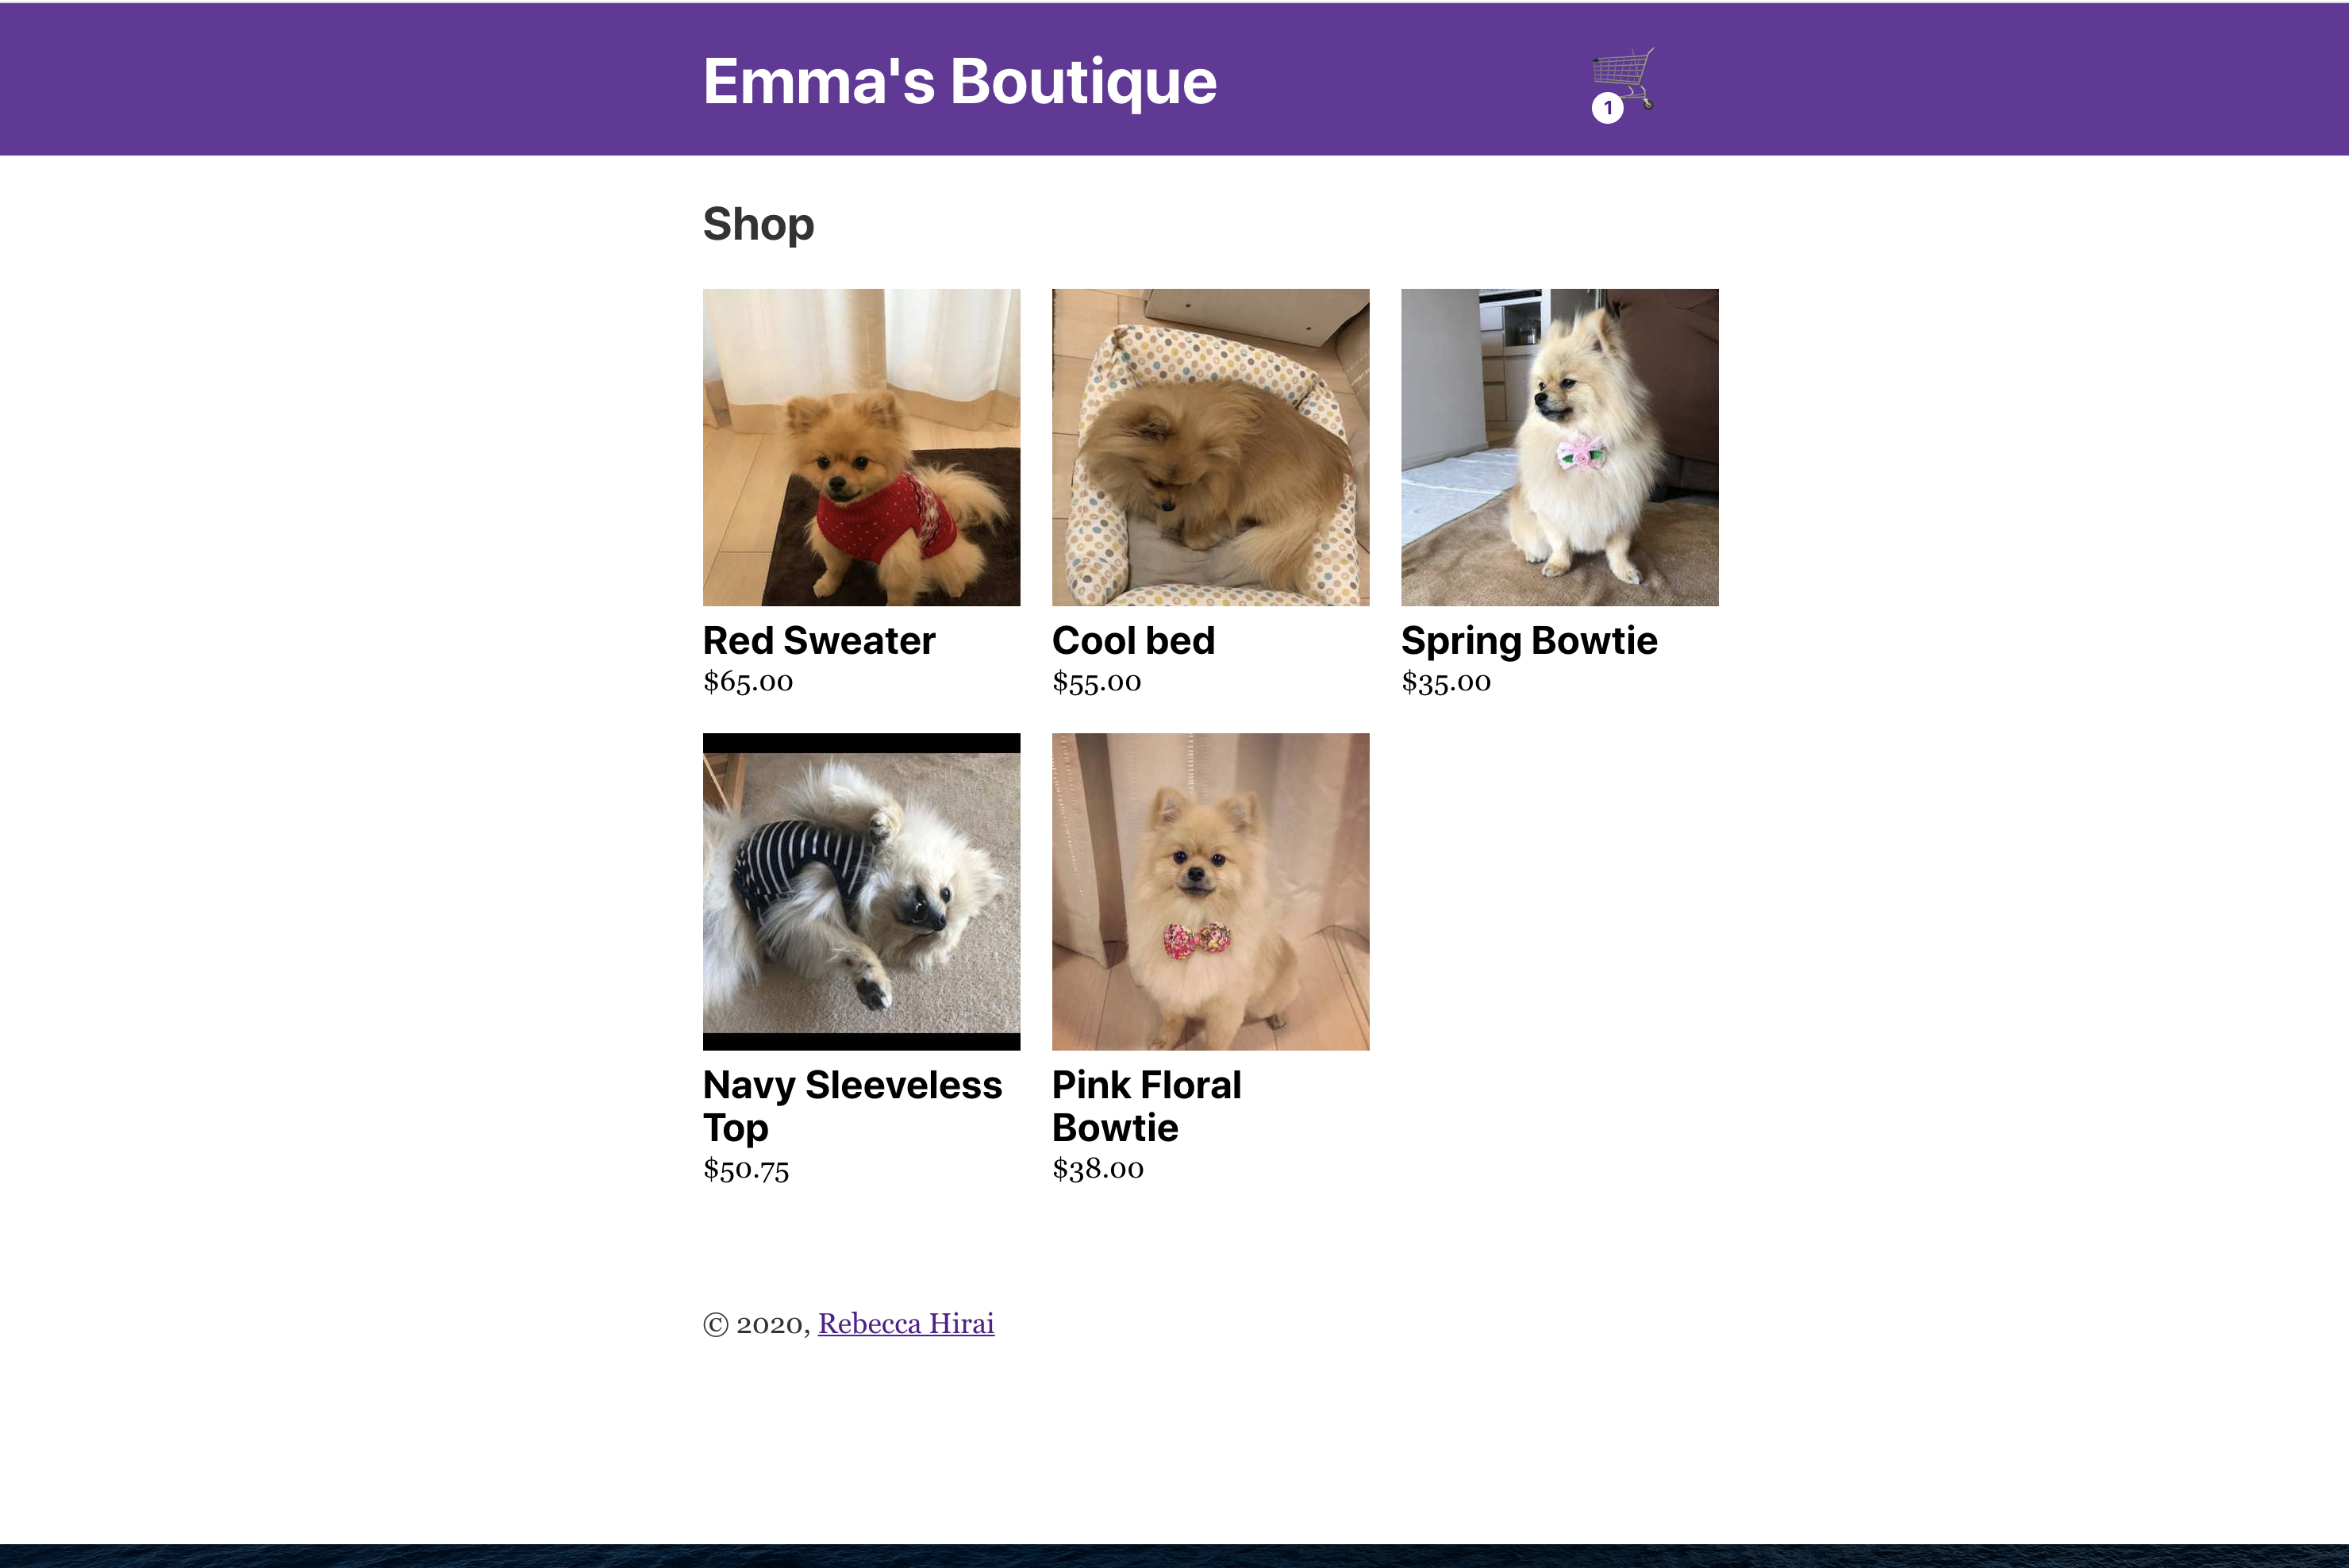 Emma's Boutique
1
Shop
Red Sweater
$65.00
Cool bed
$55.00
Spring Bowtie
$35.00
Navy Sleeveless
Top
$50.75
Pink Floral
Bowtie
$38.00
© 2020, Rebecca Hirai